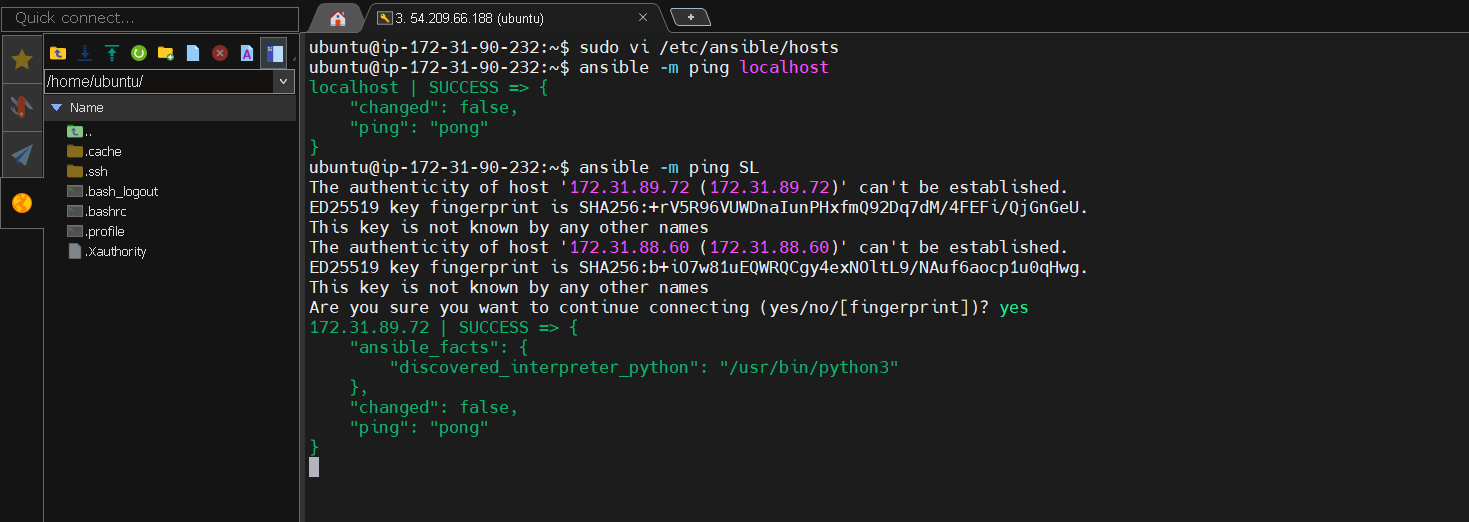 Quick connect...
3. 54.209.66.188 (ubuntu)
/home/ubuntu/
Name
..
.cache
.ssh
.bash_logout
.bashrc
.profile
.Xauthority
ubuntu@ip-172-31-90-232:~$ sudo vi /etc/ansible/hosts
ubuntu@ip-172-31-90-232:~$ ansible -m ping localhost
localhost | SUCCESS => {
    "changed": false,
    "ping": "pong"
}
ubuntu@ip-172-31-90-232:~$ ansible -m ping SL
The authenticity of host '172.31.89.72 (172.31.89.72)' can't be established.
ED25519 key fingerprint is SHA256:+rV5R96VUWDnaIunPHxfmQ92Dq7dM/4FEFi/QjGnGeU.
This key is not known by any other names
The authenticity of host '172.31.88.60 (172.31.88.60)' can't be established.
ED25519 key fingerprint is SHA256:b+iO7w81uEQWRQCgy4exNOltL9/NAuf6aocp1u0qHwg.
This key is not known by any other names
Are you sure you want to continue connecting (yes/no/[fingerprint])? yes
172.31.89.72 | SUCCESS => {
    "ansible_facts": {
        "discovered_interpreter_python": "/usr/bin/python3"
    },
    "changed": false,
    "ping": "pong"
}